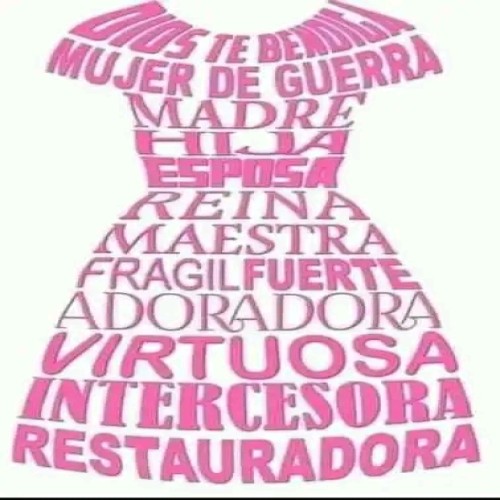 DIOS TE BENDIGA
MUJER DE GUERRA
MADRE
HIJA
ESPOSA
REINA
MAESTRA
FRAGIL FUERTE
ADORADORA
VIRTUOSA
INTERCESORA
RESTAURADORA